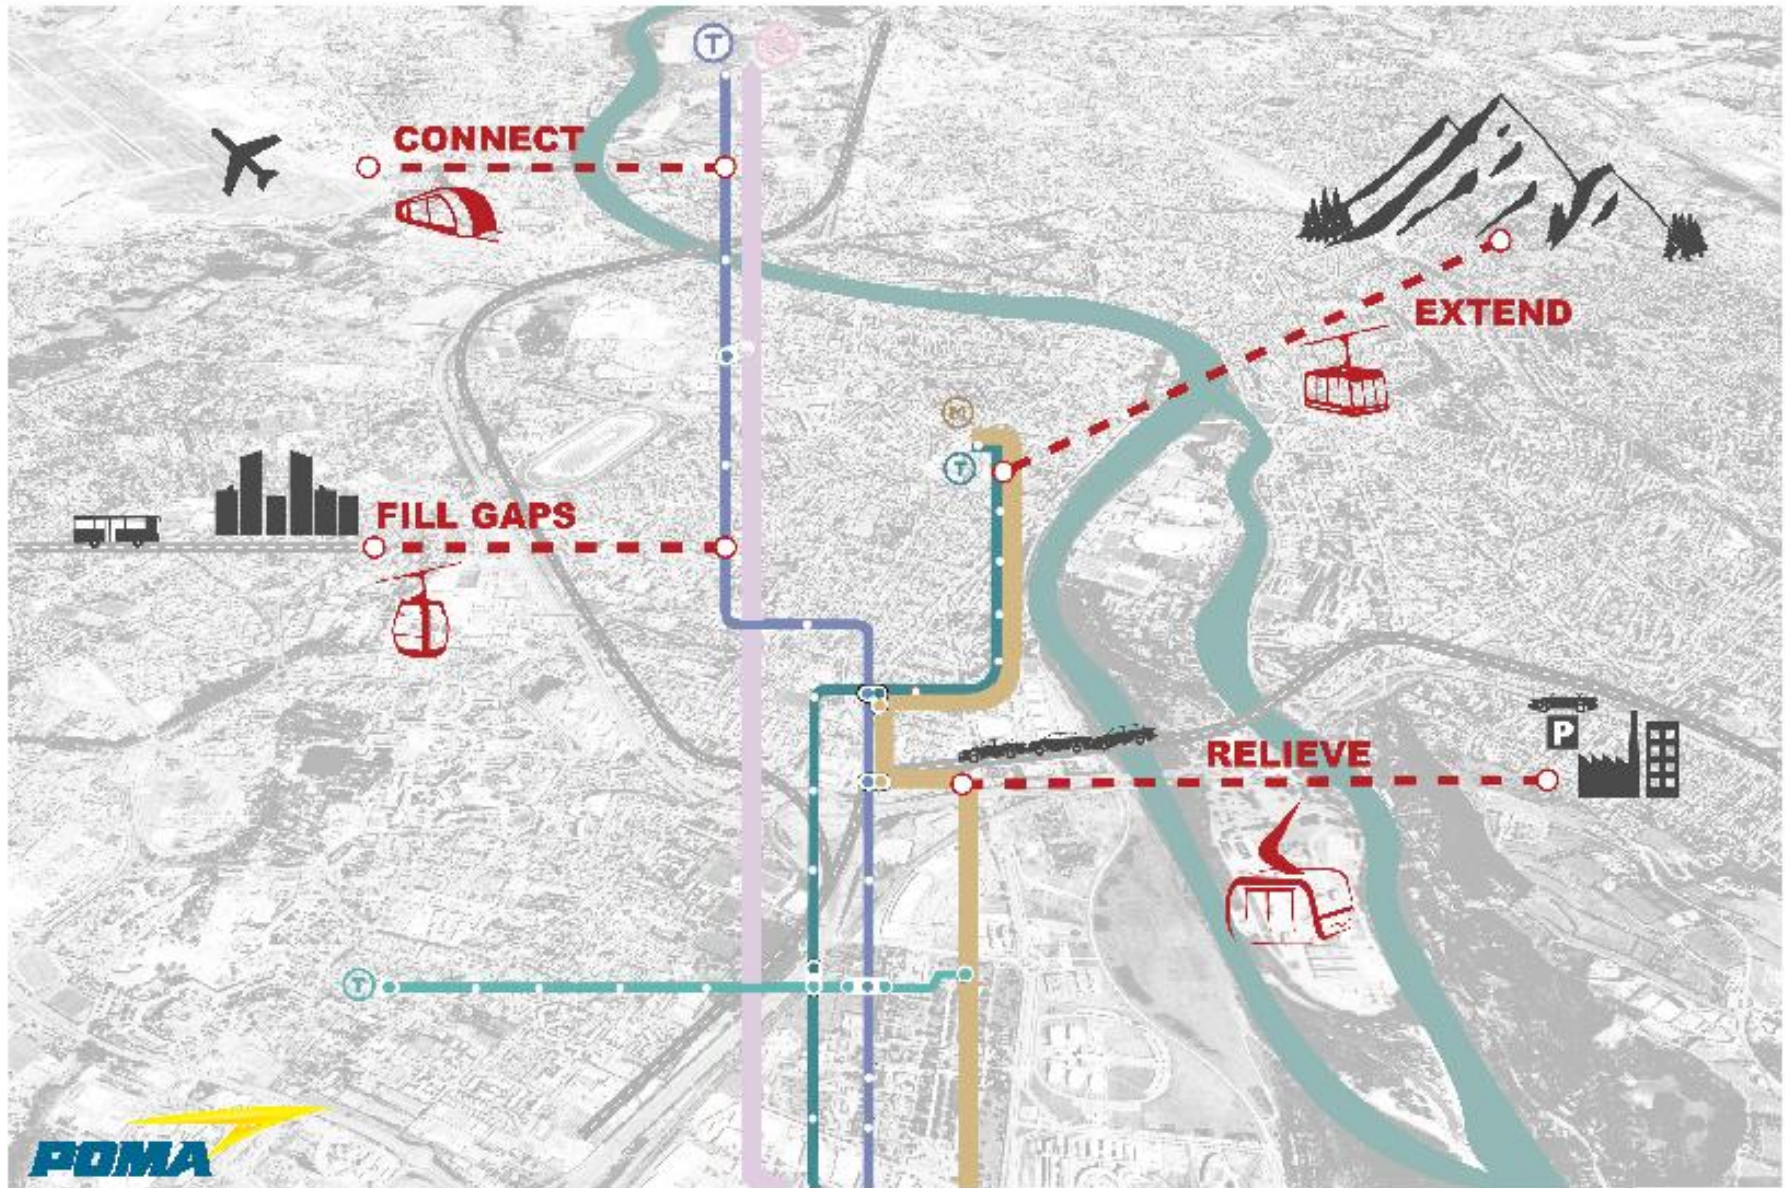 T
CONNECT
EXTEND
M
T
FILL GAPS
P
RELIEVE
T
POMA